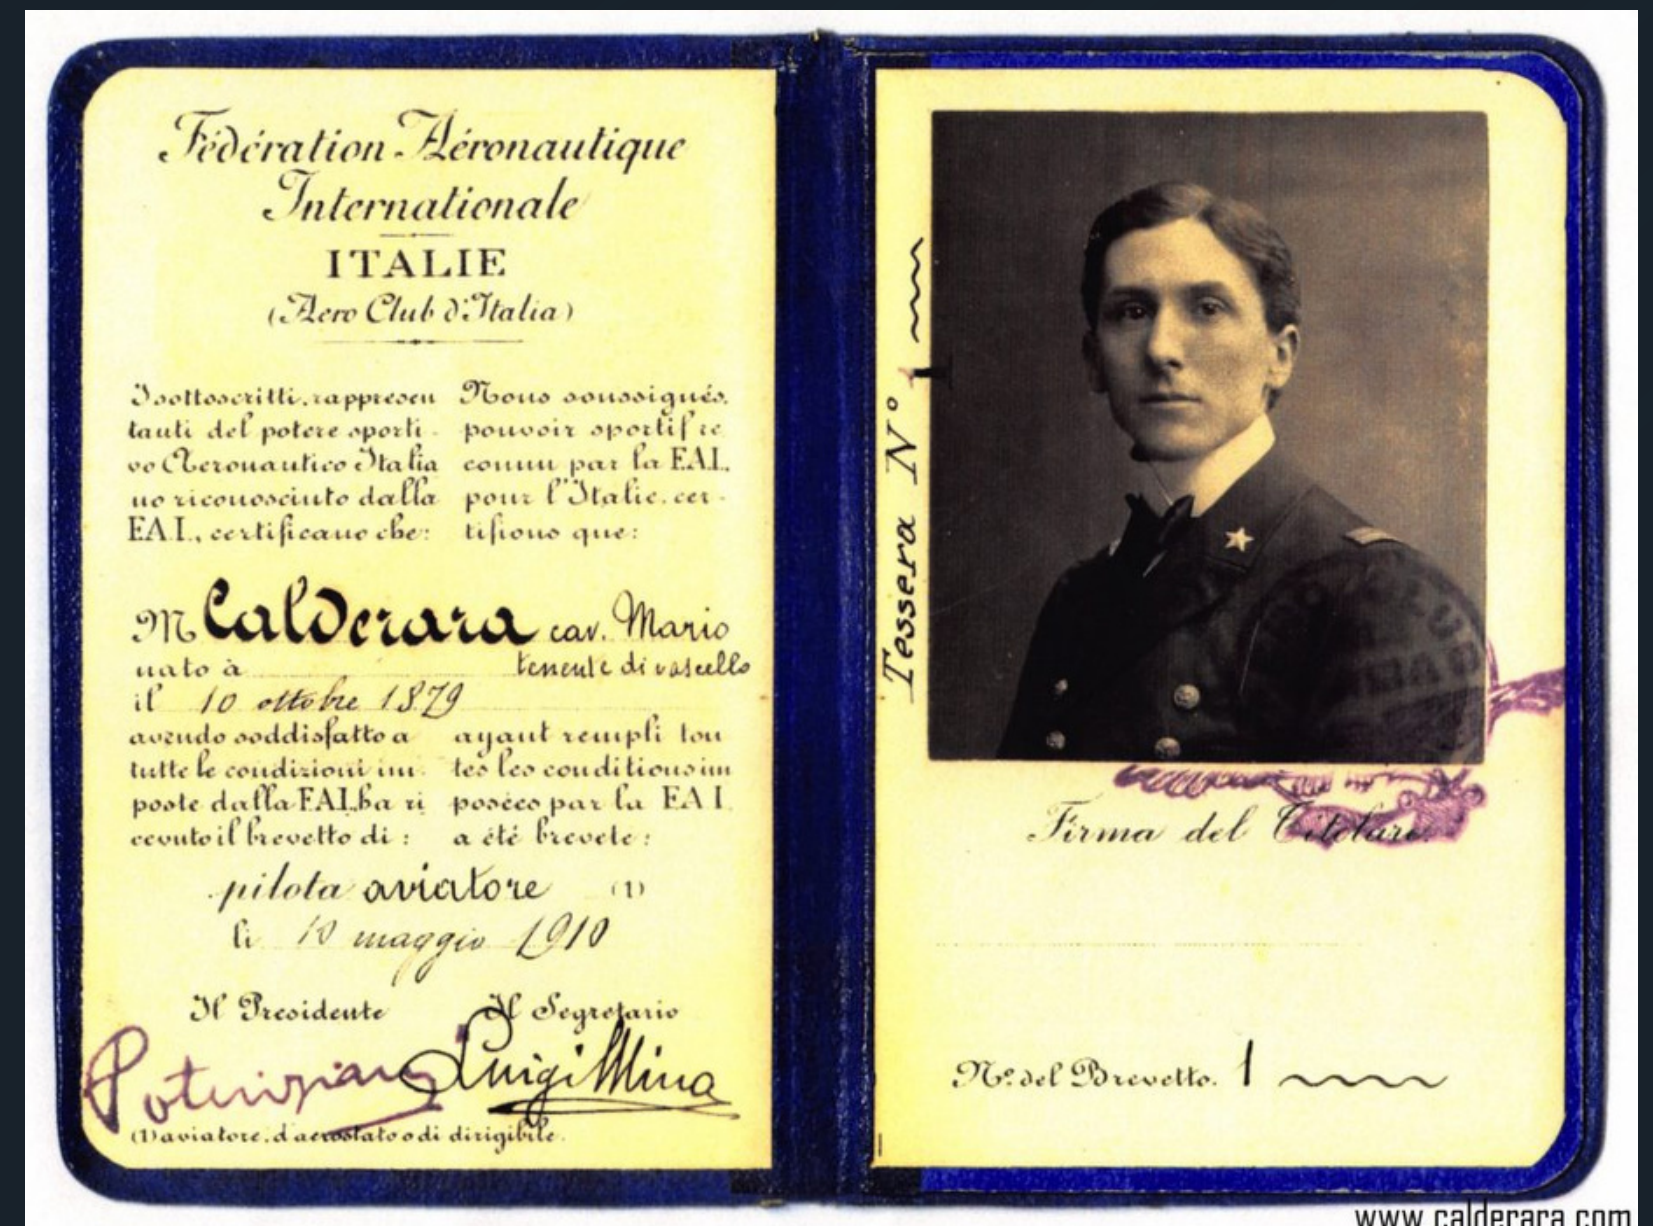 Fédération Aéronautique
Internationale
ITALIE
(Aero Club d'Italia)
I sottoscritti, rappresen
tanti del potere sporti-
vo Aeronautico Italia
no riconosciuto dalla
F.A.I., certificano che:
Nous soussignés,
pouvoir sportif re
connu par la F.A.I.
pour l'Italie, cer-
tifions que:
M Calderara cav. Mario
nato à tenente di vascello
il 10 ottobre 1879
avendo soddisfatto a
tutte le condizioni im-
poste dalla F.A.I. ha ri
cevuto il brevetto di:
ayant rempli tou
tes les conditions im
posées par la F.A.I.
a été breveté:
pilota aviatore (1)
li 10 maggio 1910
Il Presidente Il Segretario
Potenziani Luigi Mina
(1) aviatore, d'aerostato o di dirigibile.
Tessera N° 1
Firma del Titolare.
N° del Brevetto. 1
www.calderara.com